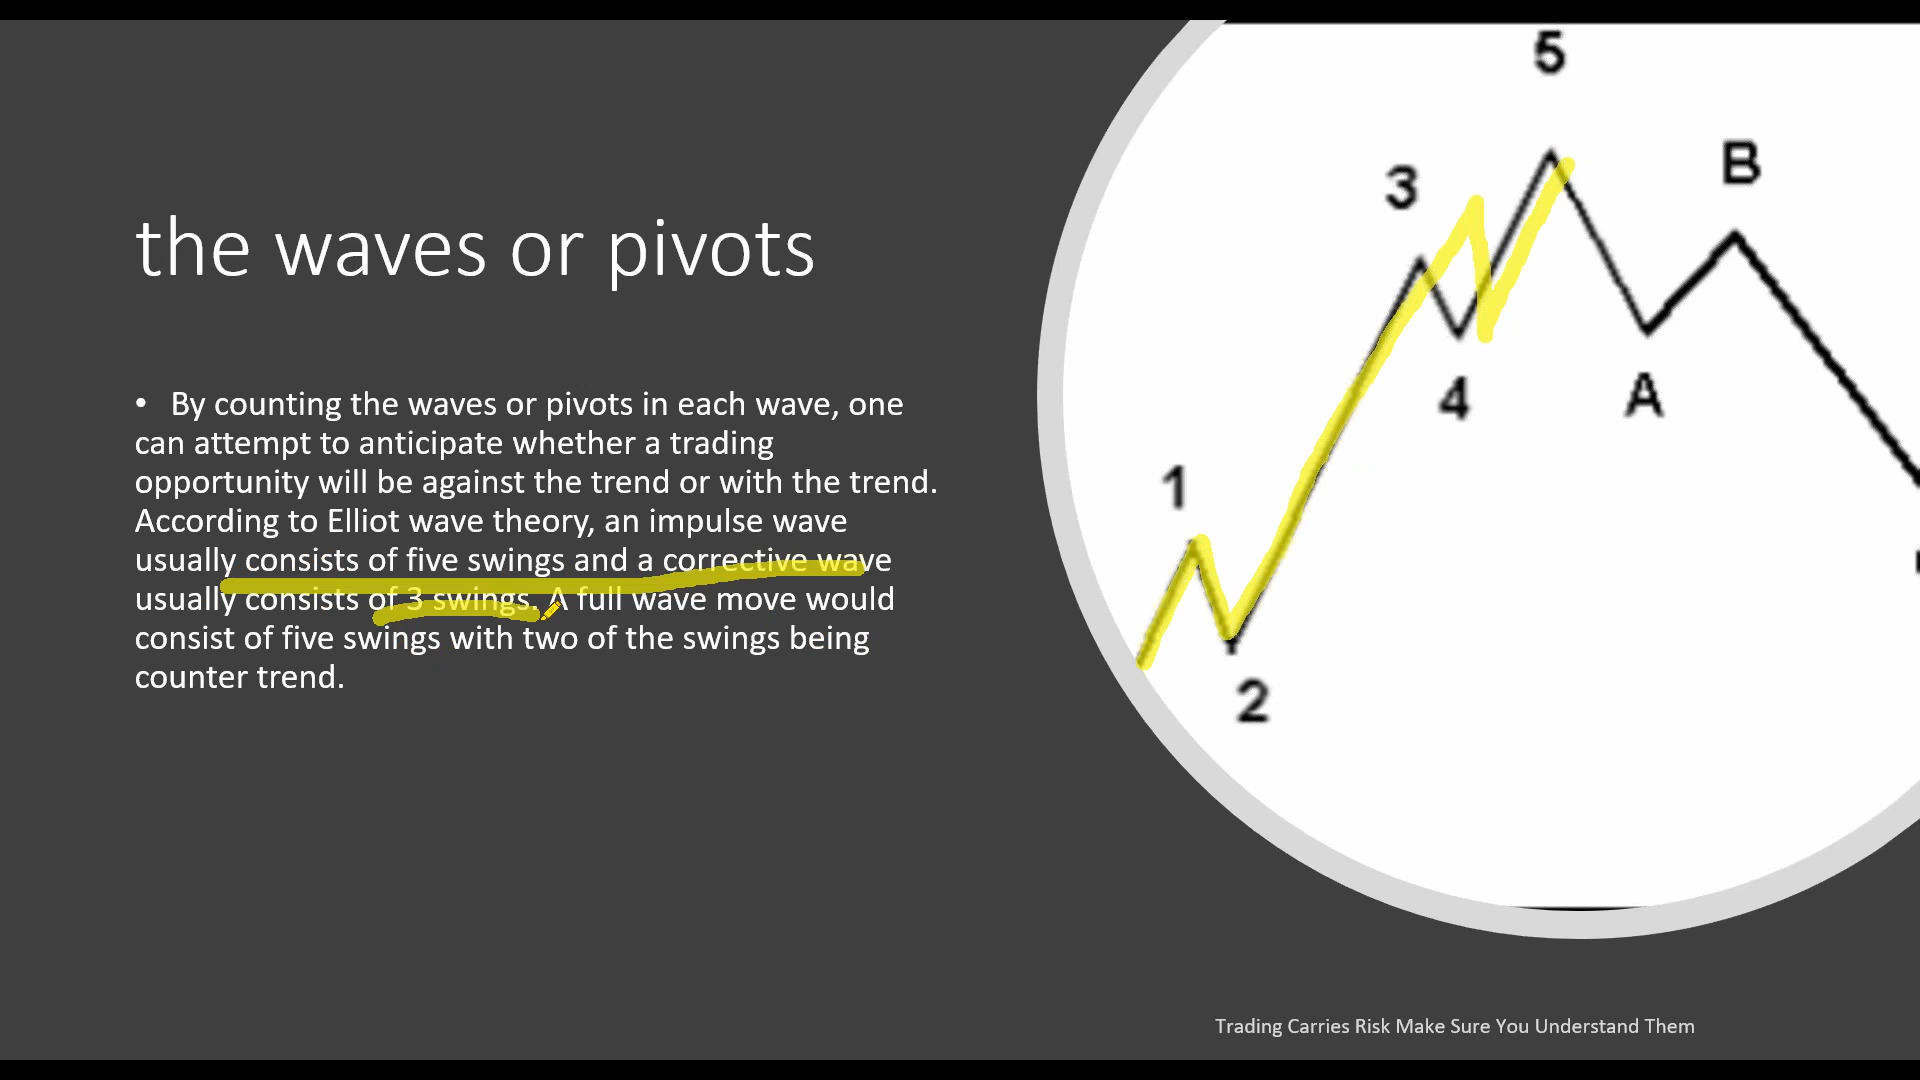 the waves or pivots
• By counting the waves or pivots in each wave, one
can attempt to anticipate whether a trading
opportunity will be against the trend or with the trend.
According to Elliot wave theory, an impulse wave
usually consists of five swings and a corrective wave
usually consists of 3 swings. A full wave move would
consist of five swings with two of the swings being
counter trend.
5
3
B
4
A
1
2
Trading Carries Risk Make Sure You Understand Them